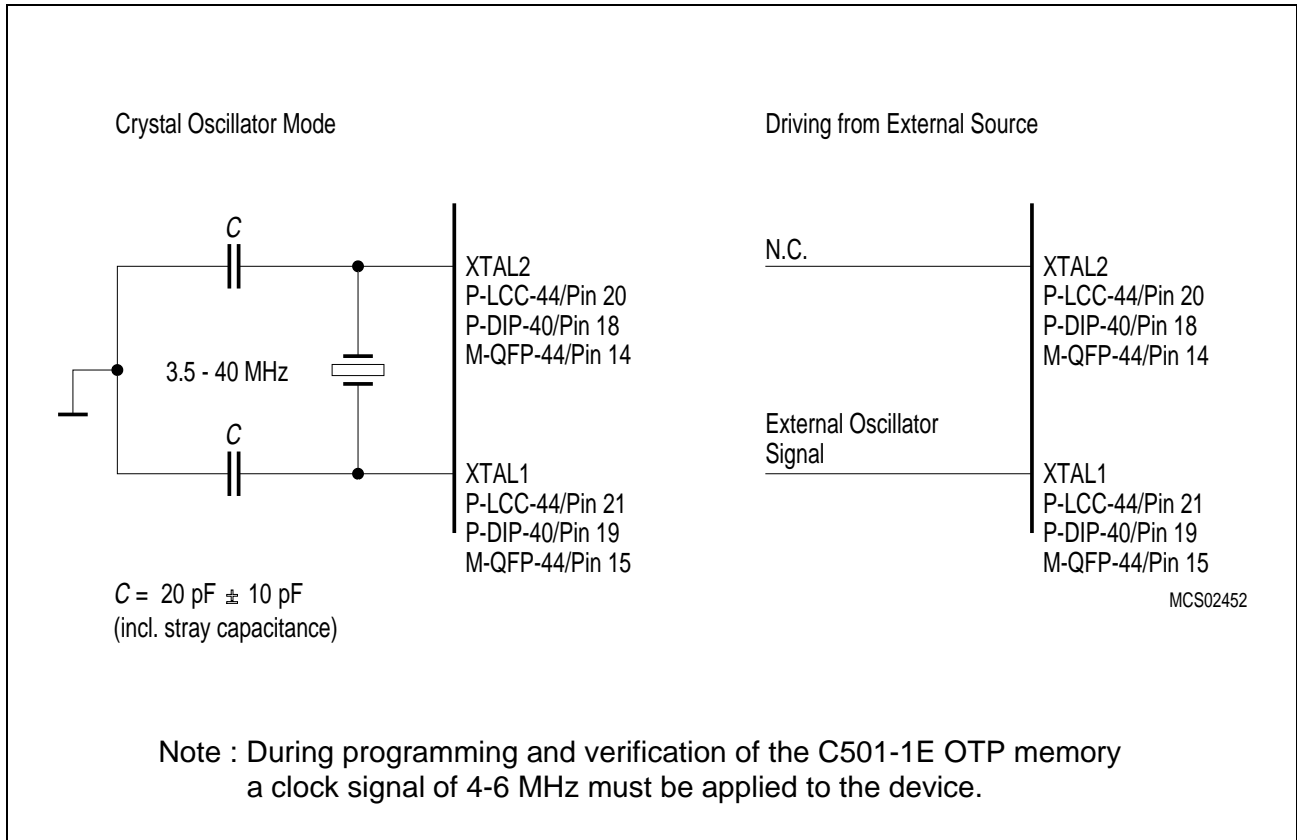 Crystal Oscillator Mode
C
XTAL2
P-LCC-44/Pin 20
P-DIP-40/Pin 18
M-QFP-44/Pin 14
3.5 - 40 MHz
C
XTAL1
P-LCC-44/Pin 21
P-DIP-40/Pin 19
M-QFP-44/Pin 15
C = 20 pF ± 10 pF
(incl. stray capacitance)
Driving from External Source
N.C.
XTAL2
P-LCC-44/Pin 20
P-DIP-40/Pin 18
M-QFP-44/Pin 14
External Oscillator
Signal
XTAL1
P-LCC-44/Pin 21
P-DIP-40/Pin 19
M-QFP-44/Pin 15
MCS02452
Note : During programming and verification of the C501-1E OTP memory
a clock signal of 4-6 MHz must be applied to the device.